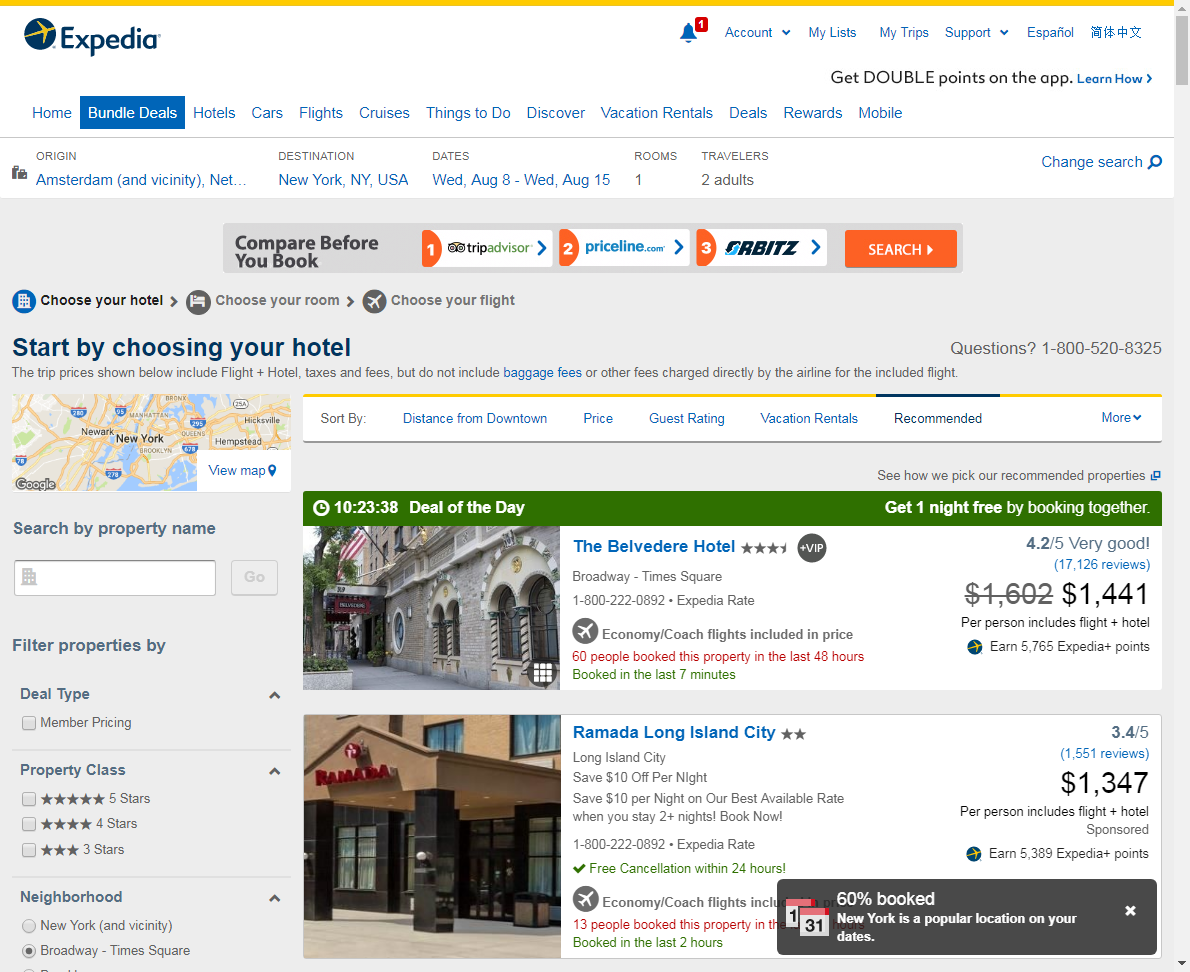 Expedia
1
Account
My Lists
My Trips
Support
Español
简体中文
Get DOUBLE points on the app. Learn How
Home
Bundle Deals
Hotels
Cars
Flights
Cruises
Things to Do
Discover
Vacation Rentals
Deals
Rewards
Mobile
ORIGIN
Amsterdam (and vicinity), Net...
DESTINATION
New York, NY, USA
DATES
Wed, Aug 8 - Wed, Aug 15
ROOMS
1
TRAVELERS
2 adults
Change search
Compare Before
You Book
1 tripadvisor
2 priceline.com
3 ORBITZ
SEARCH
Choose your hotel
Choose your room
Choose your flight
Start by choosing your hotel
Questions? 1-800-520-8325
The trip prices shown below include Flight + Hotel, taxes and fees, but do not include baggage fees or other fees charged directly by the airline for the included flight.
BRONX
280
95
25A
MANHATTAN
Hicksville
295
Newark
New York
QUEENS
Hempstead
BROOKLYN
678
78
278
Google
View map
Sort By:
Distance from Downtown
Price
Guest Rating
Vacation Rentals
Recommended
More
See how we pick our recommended properties
Search by property name
Go
Filter properties by
Deal Type
Member Pricing
Property Class
5 Stars
4 Stars
3 Stars
Neighborhood
New York (and vicinity)
Broadway - Times Square
10:23:38 Deal of the Day
Get 1 night free by booking together.
BELVEDERE
The Belvedere Hotel
+VIP
Broadway - Times Square
1-800-222-0892 • Expedia Rate
Economy/Coach flights included in price
60 people booked this property in the last 48 hours
Booked in the last 7 minutes
4.2/5 Very good!
(17,126 reviews)
$1,602 $1,441
Per person includes flight + hotel
Earn 5,765 Expedia+ points
RAMADA
Ramada Long Island City
Long Island City
Save $10 Off Per NIght
Save $10 per Night on Our Best Available Rate
when you stay 2+ nights! Book Now!
1-800-222-0892 • Expedia Rate
Free Cancellation within 24 hours!
Economy/Coach flights
13 people booked this property in the
Booked in the last 2 hours
3.4/5
(1,551 reviews)
$1,347
Per person includes flight + hotel
Sponsored
Earn 5,389 Expedia+ points
1
31
60% booked
New York is a popular location on your
dates.